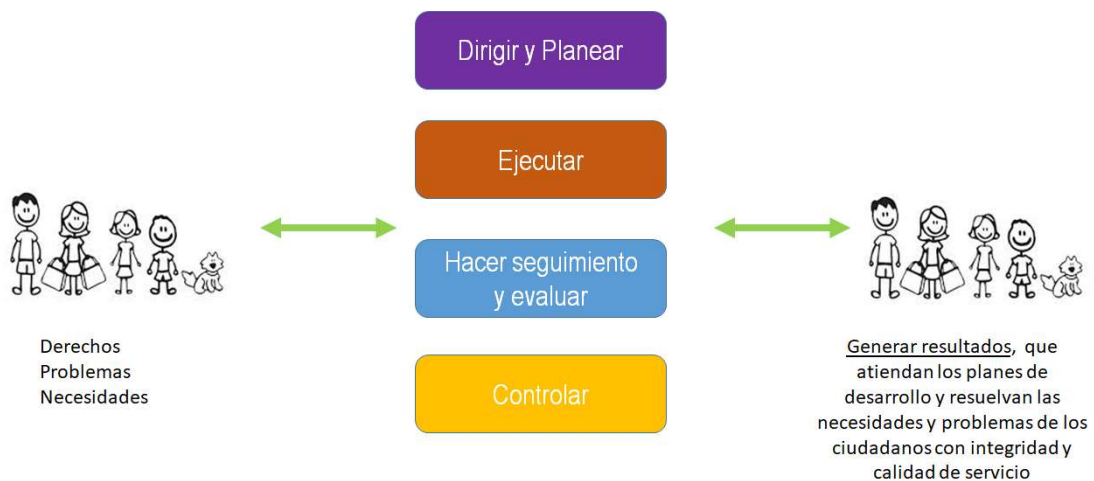 Dirigir y Planear
Ejecutar
Hacer seguimiento
y evaluar
Controlar
Derechos
Problemas
Necesidades
Generar resultados, que
atiendan los planes de
desarrollo y resuelvan las
necesidades y problemas de los
ciudadanos con integridad y
calidad de servicio